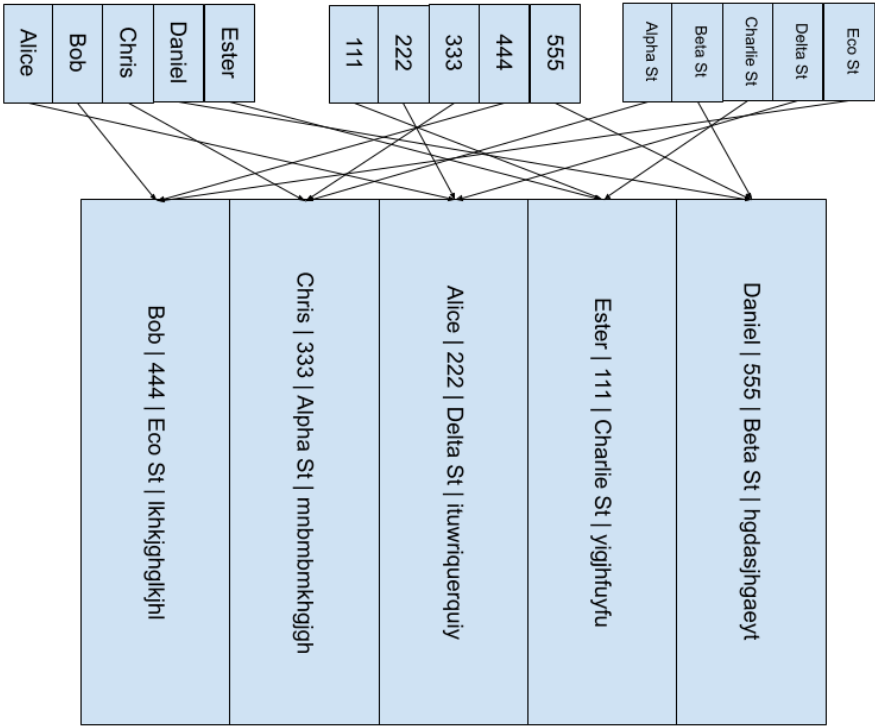 Alice
Bob
Chris
Daniel
Ester
111
222
333
444
555
Alpha St
Beta St
Charlie St
Delta St
Eco St
Daniel | 555 | Beta St | hgdasjhgaeyt
Ester | 111 | Charlie St | yigjhfuyfu
Alice | 222 | Delta St | ituwriquerquiy
Chris | 333 | Alpha St | mnbmbmkhgjgh
Bob | 444 | Eco St | lkhkjghglkjhl